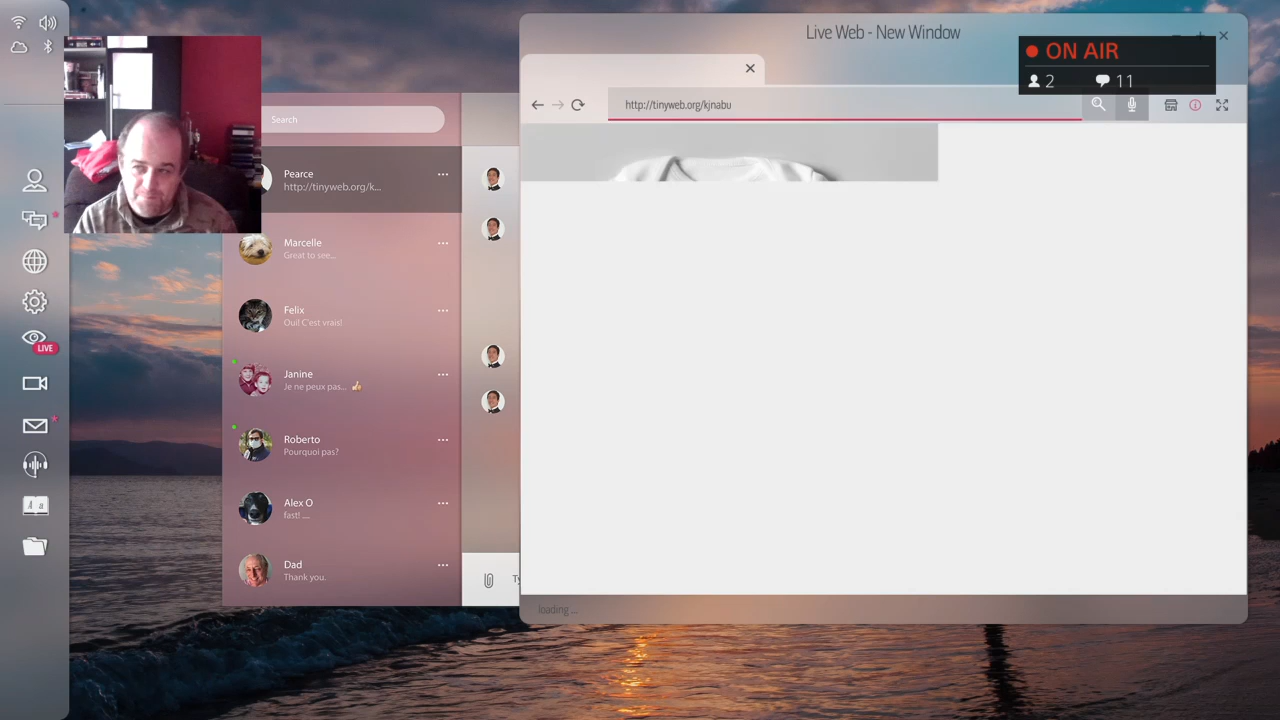 Live Web - New Window
ON AIR
2
11
http://tinyweb.org/kjnabu
Search
Pearce
http://tinyweb.org/k...
Marcelle
Great to see...
Felix
Oui! C'est vrai!
LIVE
Janine
Je ne peux pas...
Roberto
Pourquoi pas?
Alex O
fast! ....
Dad
Thank you.
Ty
loading ...